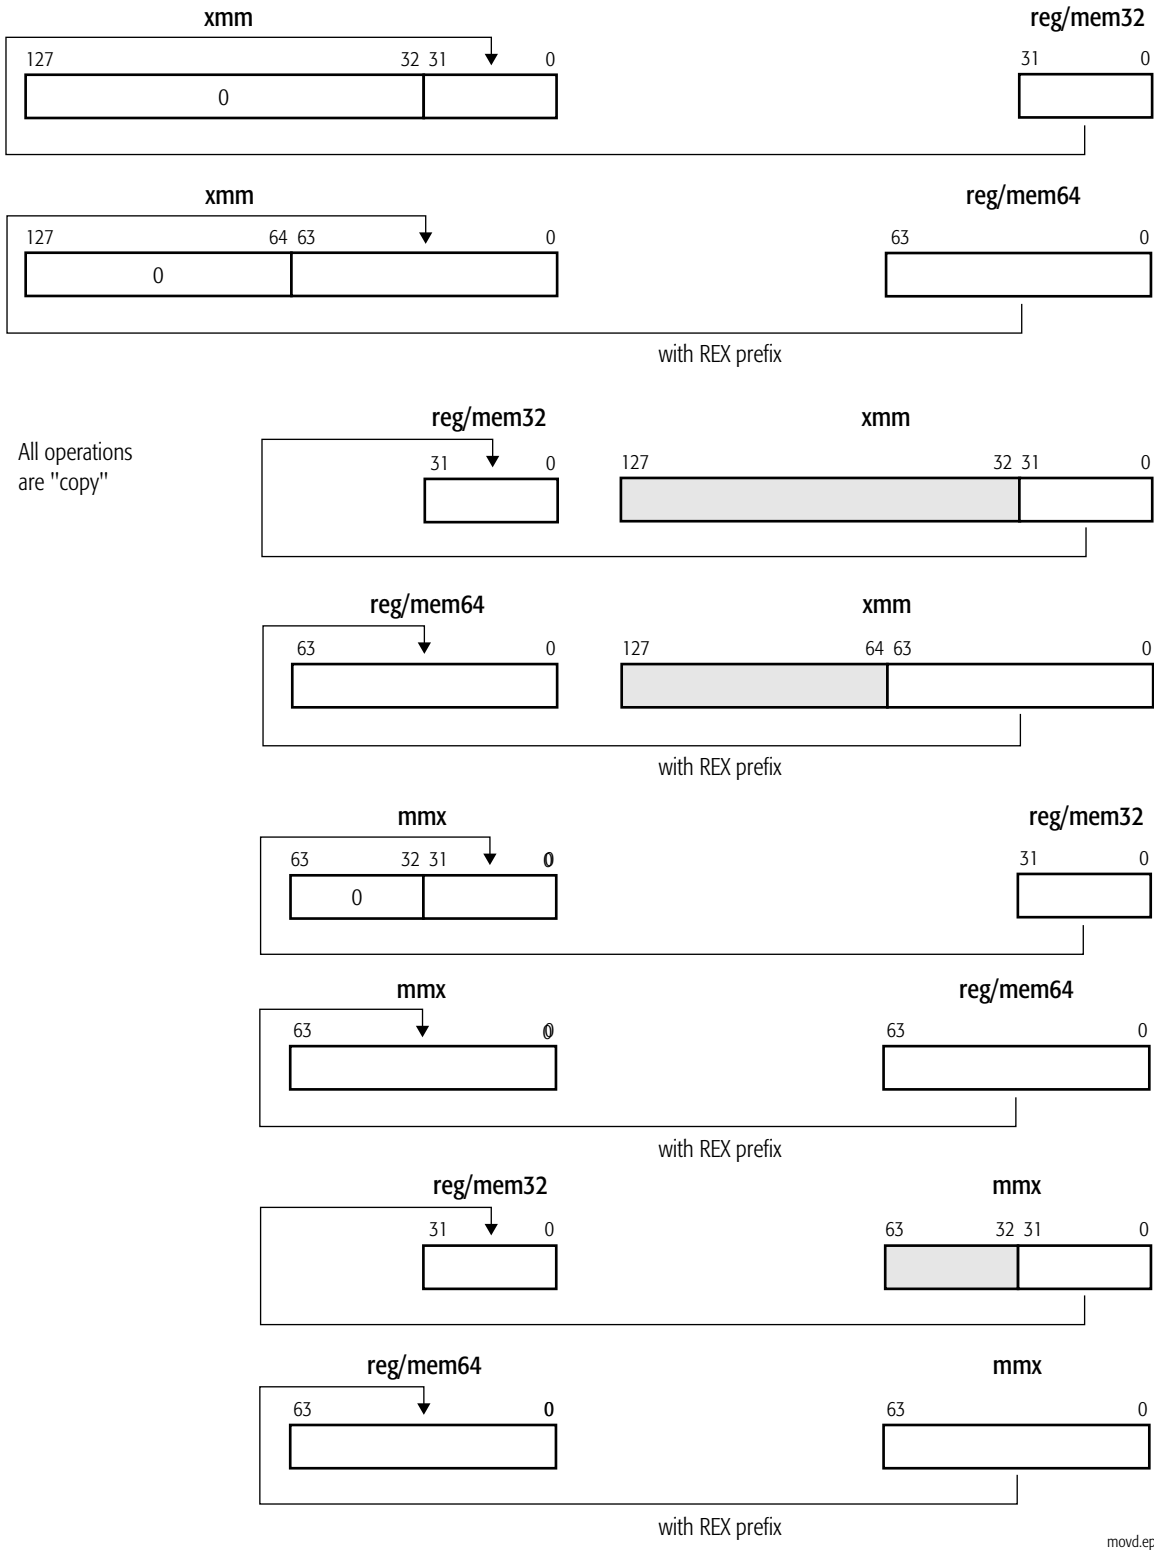 xmm reg/mem32
127 32 31 0 31 0
0
xmm reg/mem64
127 64 63 0 63 0
0
with REX prefix
reg/mem32 xmm
All operations
are "copy"
31 0 127 32 31 0
reg/mem64 xmm
63 0 127 64 63 0
with REX prefix
mmx reg/mem32
63 32 31 0 31 0
0
mmx reg/mem64
63 0 63 0
with REX prefix
reg/mem32 mmx
31 0 63 32 31 0
reg/mem64 mmx
63 0 63 0
with REX prefix
movd.ep